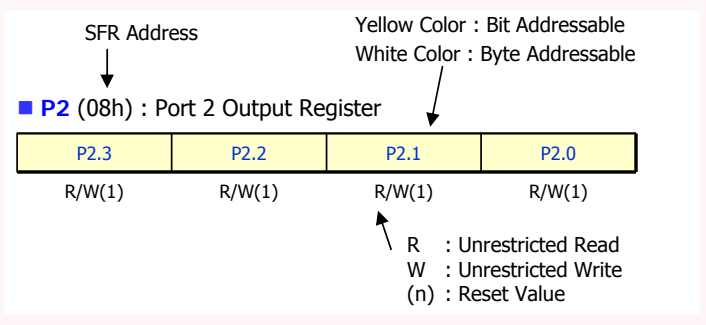 SFR Address
Yellow Color : Bit Addressable
White Color : Byte Addressable
P2 (08h) : Port 2 Output Register
P2.3 P2.2 P2.1 P2.0
R/W(1) R/W(1) R/W(1) R/W(1)
R : Unrestricted Read
W : Unrestricted Write
(n) : Reset Value